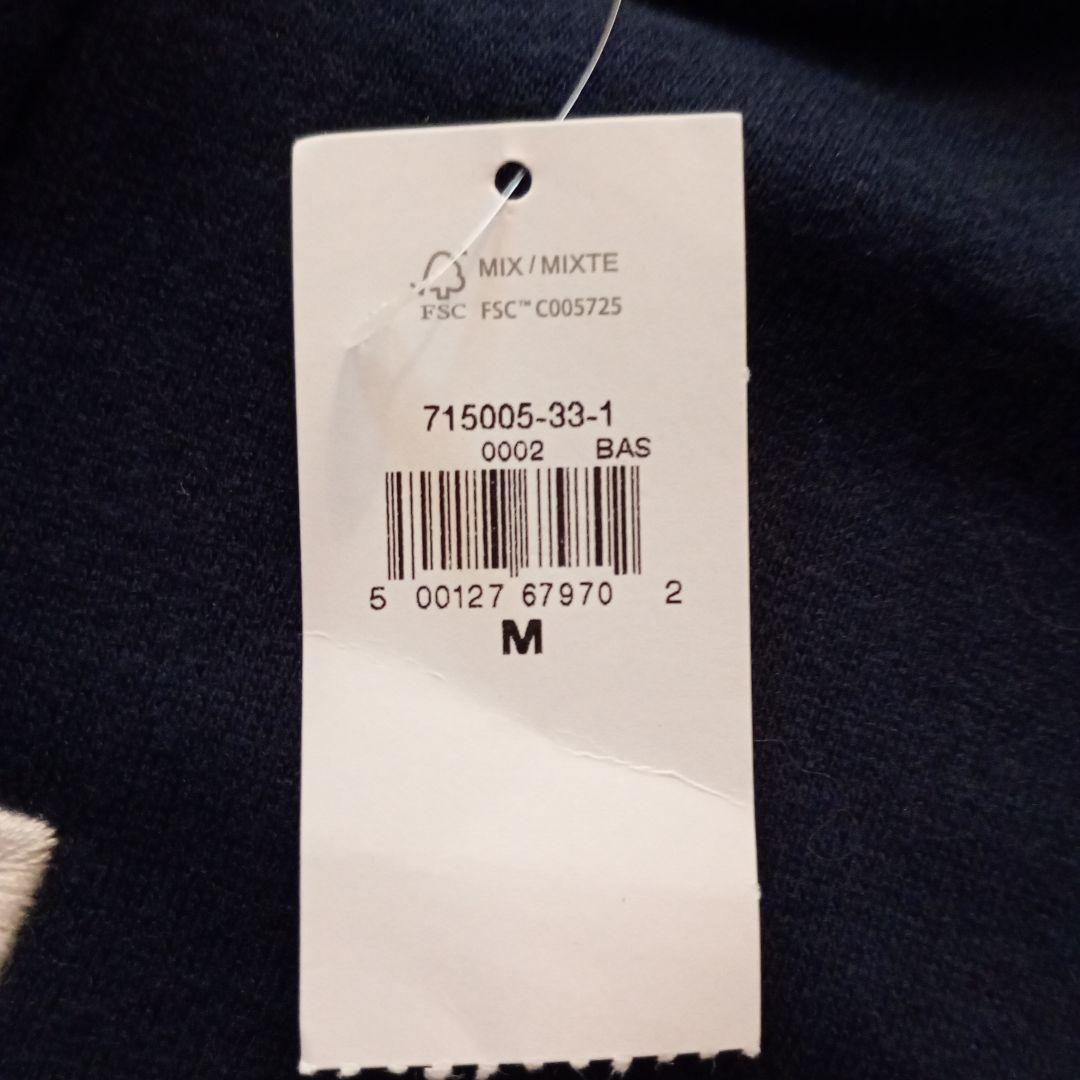 MIX / MIXTE
FSC FSC™ C005725
715005-33-1
0002 BAS
5 00127 67970 2
M